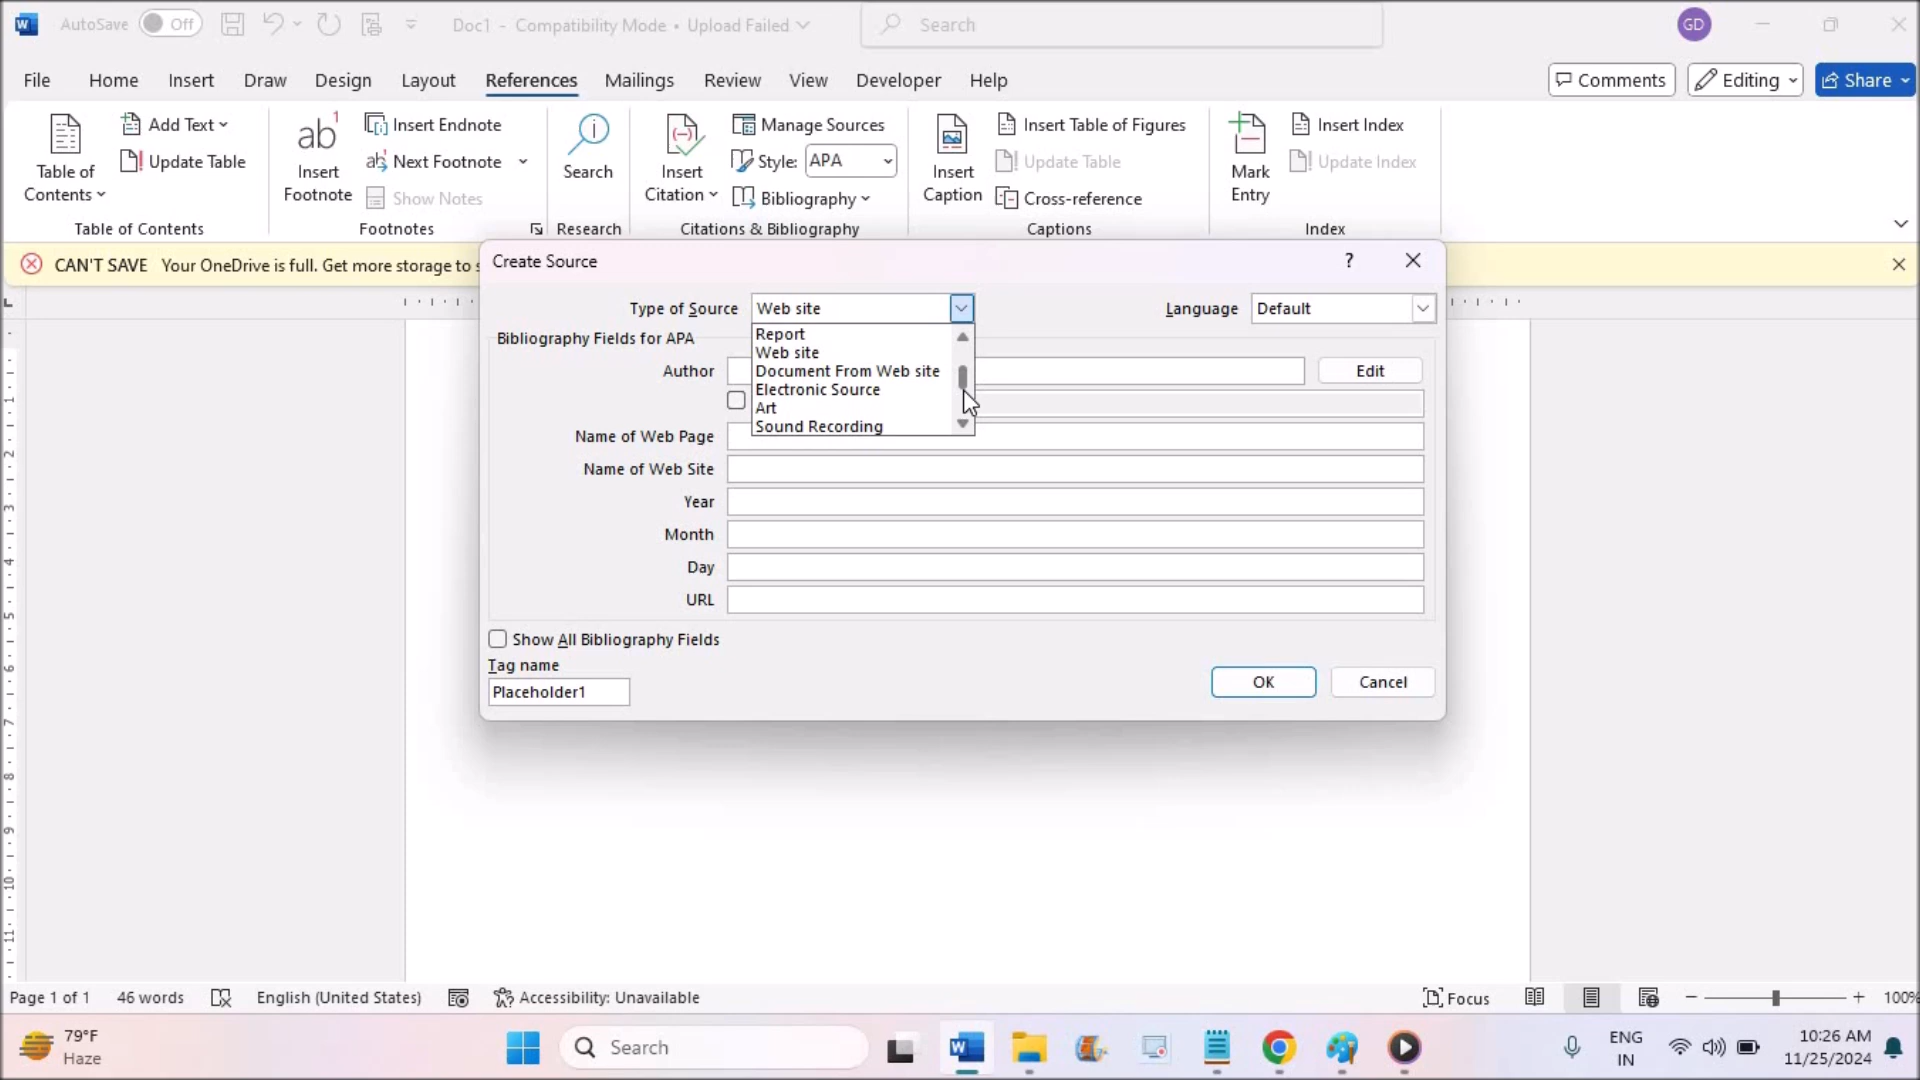 AutoSave Off Doc1 - Compatibility Mode • Upload Failed Search GD
File Home Insert Draw Design Layout References Mailings Review View Developer Help Comments Editing Share
Table of Contents
Add Text
Update Table
Table of Contents
ab1
Insert Footnote
Insert Endnote
Next Footnote
Show Notes
Footnotes
Search
Research
Insert Citation
Manage Sources
Style: APA
Bibliography
Citations & Bibliography
Insert Caption
Insert Table of Figures
Update Table
Cross-reference
Captions
Mark Entry
Insert Index
Update Index
Index
CAN'T SAVE Your OneDrive is full. Get more storage to
Create Source ?
Type of Source Web site Language Default
Report
Web site
Document From Web site
Electronic Source
Art
Sound Recording
Bibliography Fields for APA
Author Edit
Name of Web Page
Name of Web Site
Year
Month
Day
URL
Show All Bibliography Fields
Tag name
Placeholder1
OK Cancel
Page 1 of 1 46 words English (United States) Accessibility: Unavailable Focus 100%
79°F
Haze
Search
ENG
IN
10:26 AM
11/25/2024